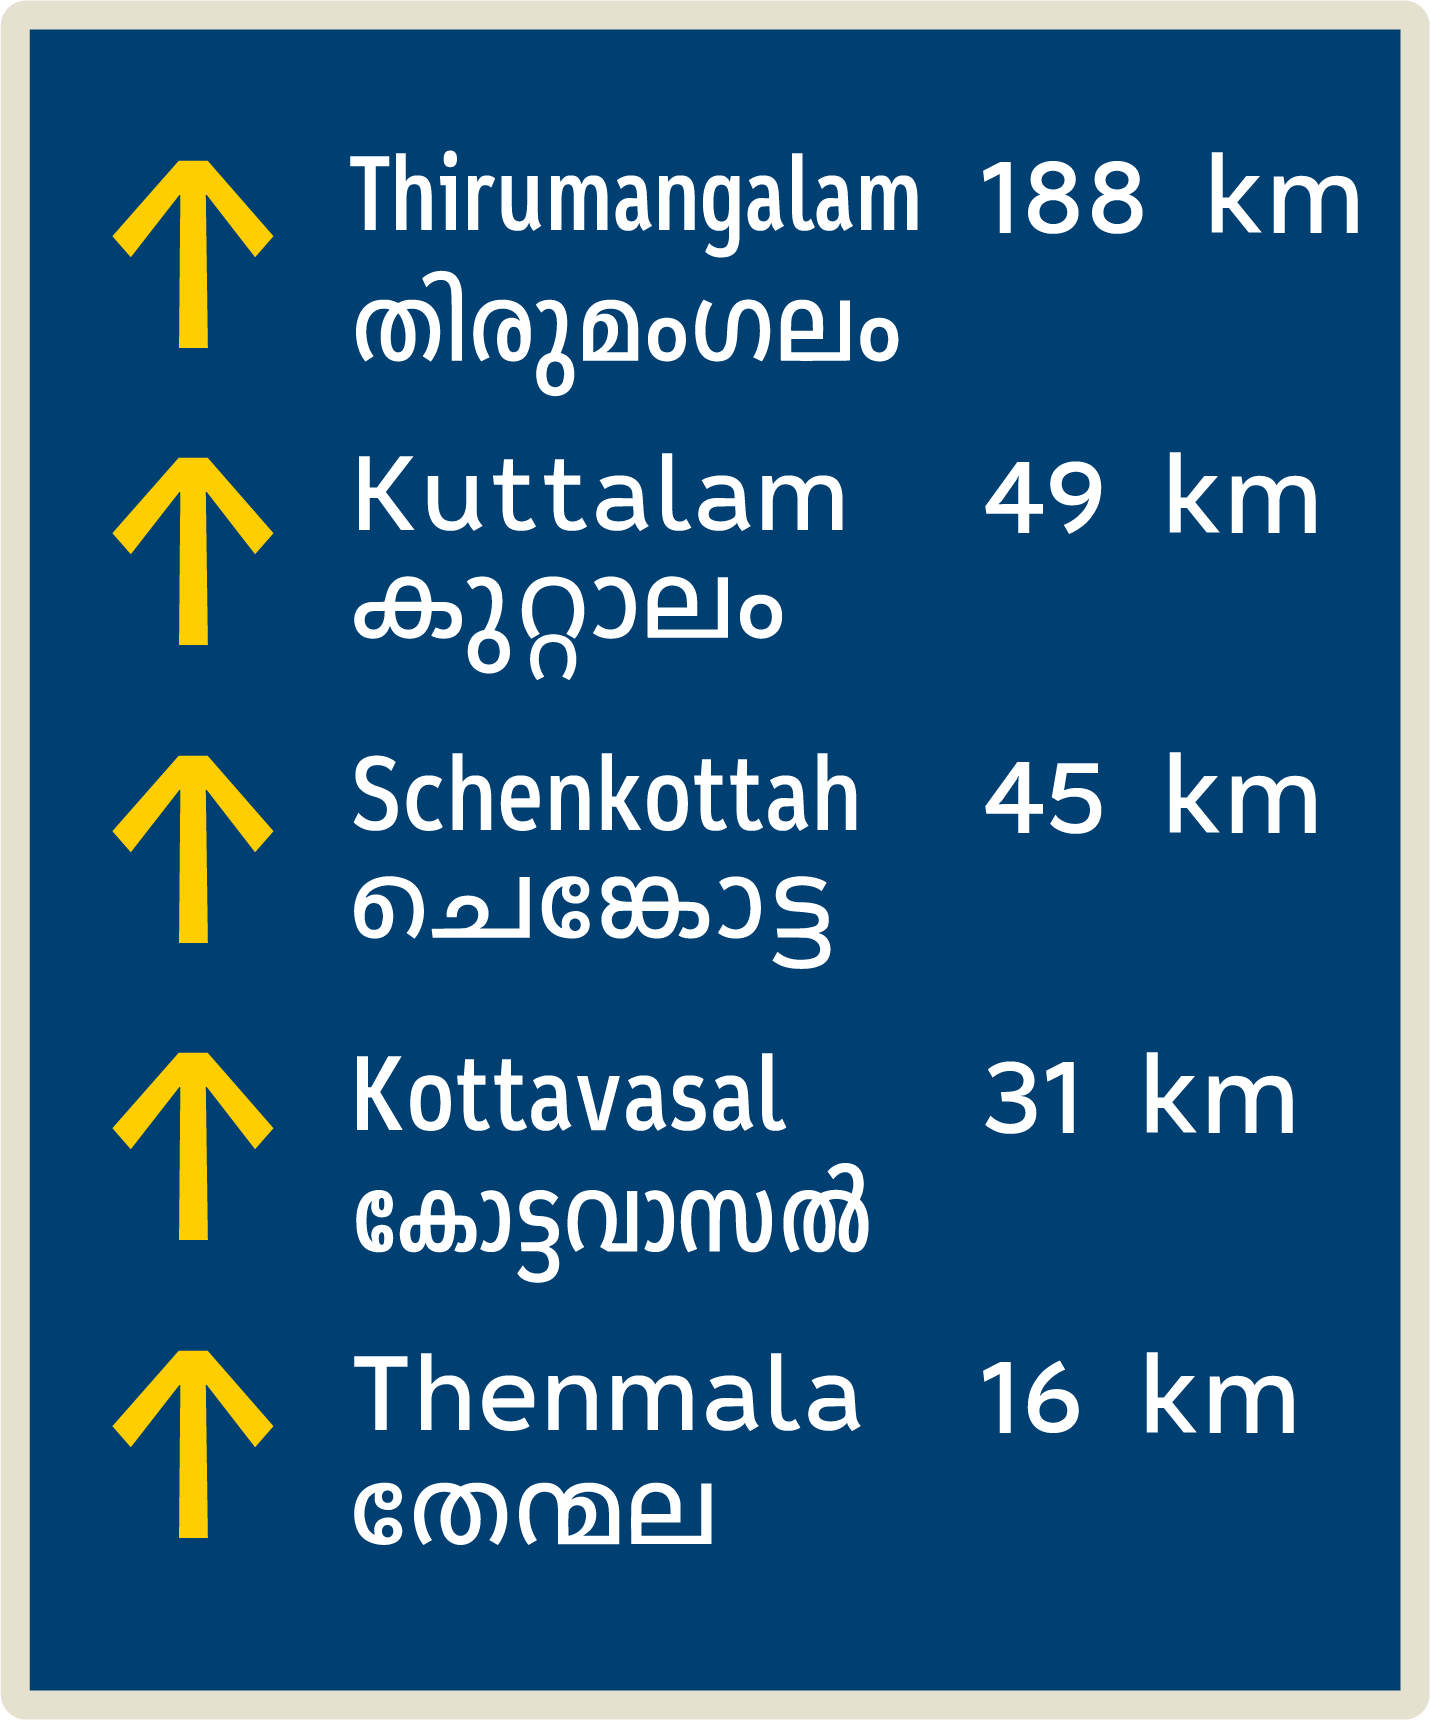 ↑ Thirumangalam 188 km
തിരുമംഗലം
↑ Kuttalam 49 km
കുറ്റാലം
↑ Schenkottah 45 km
ചെങ്കോട്ട
↑ Kottavasal 31 km
കോട്ടവാസൽ
↑ Thenmala 16 km
തേന്മല